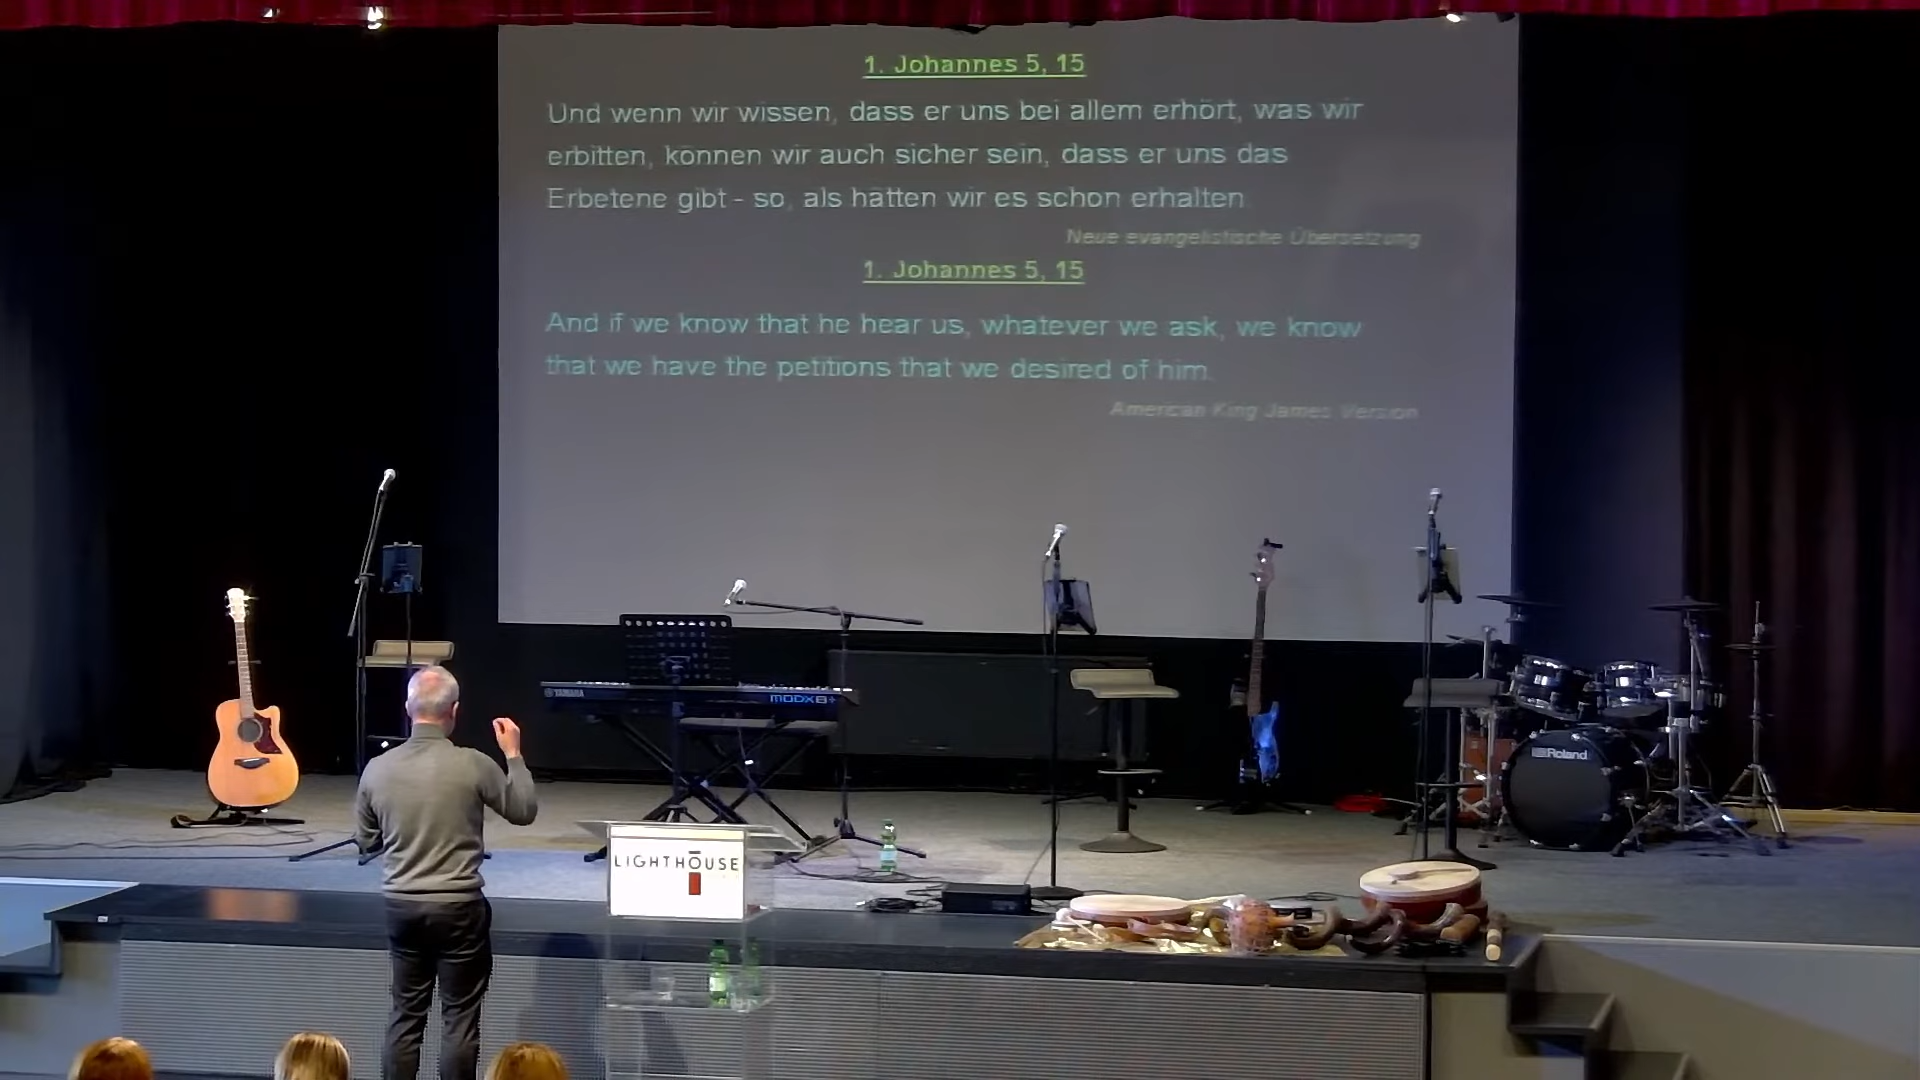 1. Johannes 5, 15
Und wenn wir wissen, dass er uns bei allem erhört, was wir
erbitten, können wir auch sicher sein, dass er uns das
Erbetene gibt - so, als hätten wir es schon erhalten.
Neue evangelistische Übersetzung
1. Johannes 5, 15
And if we know that he hear us, whatever we ask, we know
that we have the petitions that we desired of him.
American King James Version
YAMAHA
MODX8+
Roland
LIGHTHOUSE